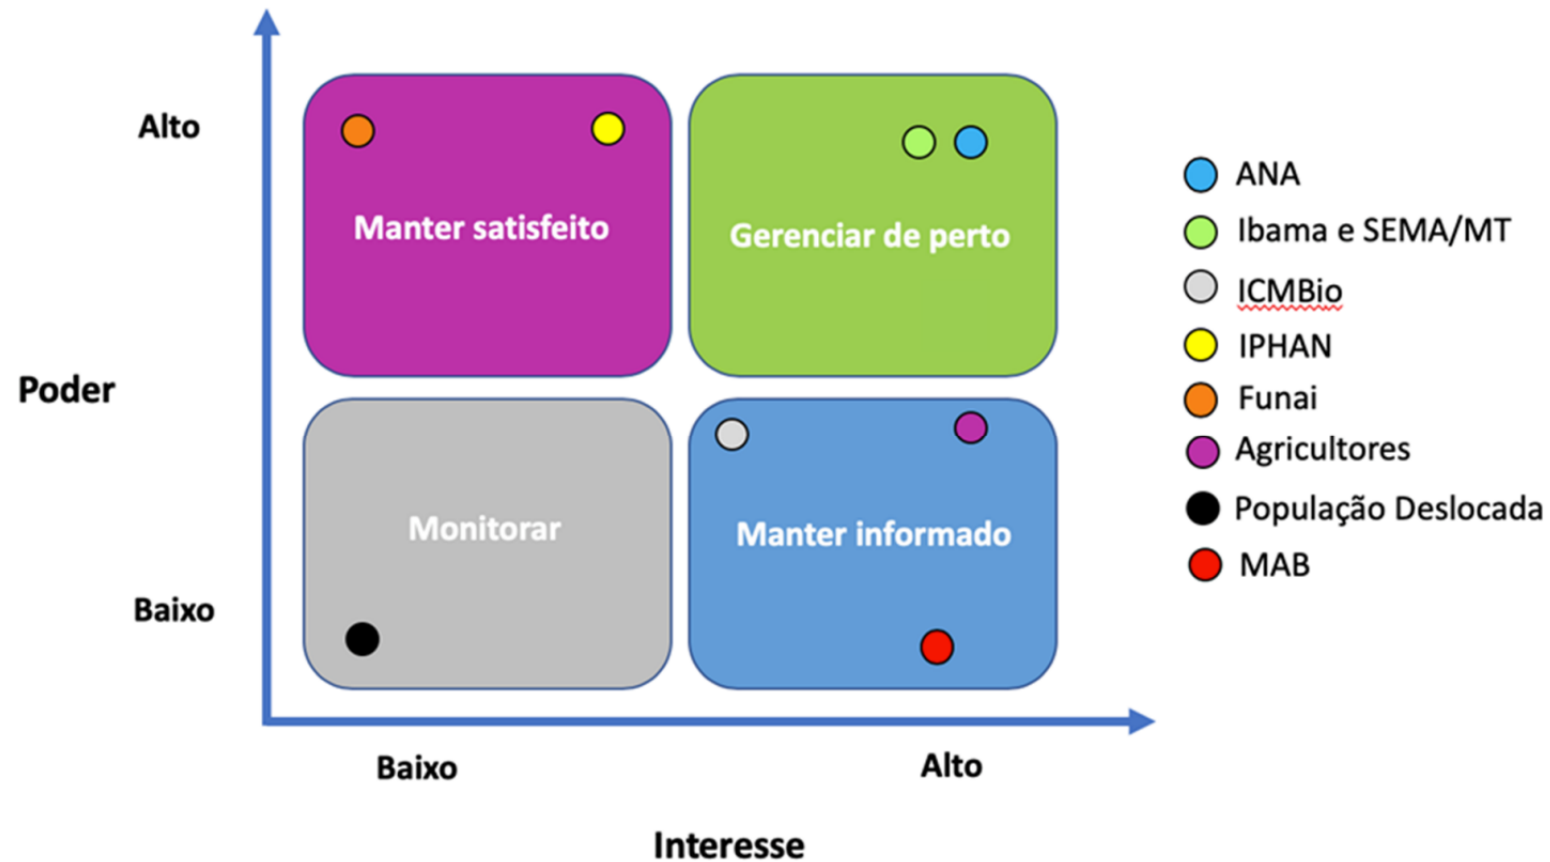 Alto
Manter satisfeito
Gerenciar de perto
Poder
Monitorar
Manter informado
Baixo
Baixo
Alto
Interesse
ANA
Ibama e SEMA/MT
ICMBio
IPHAN
Funai
Agricultores
População Deslocada
MAB